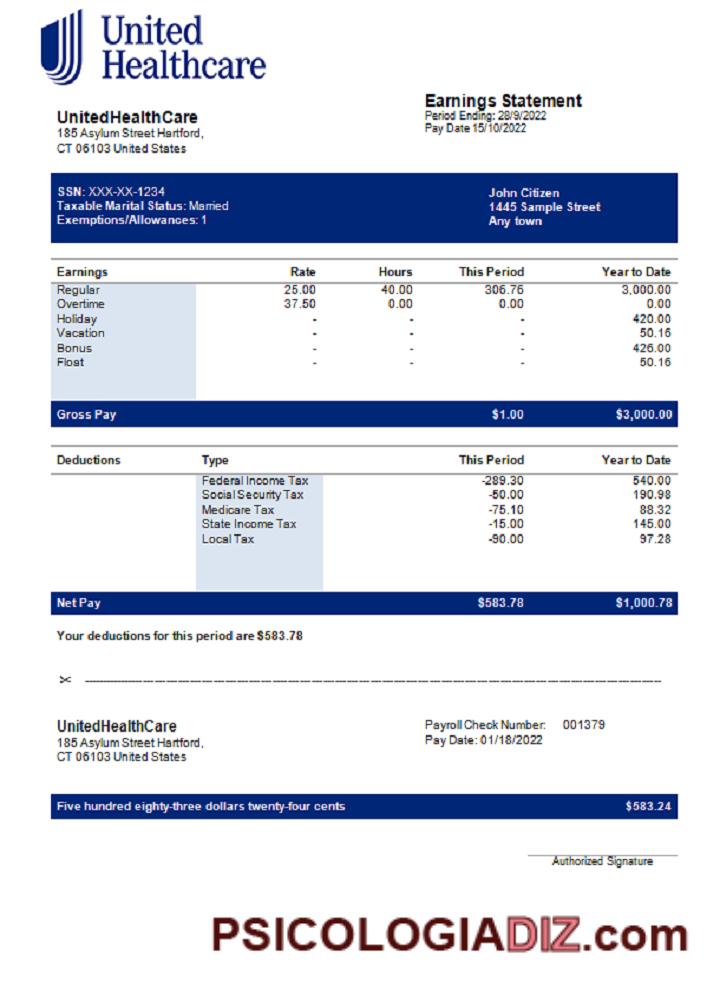 United
Healthcare
Earnings Statement
Period Ending: 28/9/2022
Pay Date 15/10/2022
UnitedHealthCare
185 Asylum Street Hartford,
CT 06103 United States
SSN: XXX-XX-1234
Taxable Marital Status: Married
Exemptions/Allowances: 1
John Citizen
1445 Sample Street
Any town
Earnings Rate Hours This Period Year to Date
Regular 25.00 40.00 306.76 3,000.00
Overtime 37.50 0.00 0.00 0.00
Holiday - - - 420.00
Vacation - - - 50.16
Bonus - - - 426.00
Float - - - 50.16
Gross Pay $1.00 $3,000.00
Deductions Type This Period Year to Date
Federal Income Tax -289.30 540.00
Social Security Tax -50.00 190.98
Medicare Tax -75.10 88.32
State Income Tax -15.00 145.00
Local Tax -90.00 97.28
Net Pay $583.78 $1,000.78
Your deductions for this period are $583.78
UnitedHealthCare
185 Asylum Street Hartford,
CT 06103 United States
Payroll Check Number: 001379
Pay Date: 01/18/2022
Five hundred eighty-three dollars twenty-four cents $583.24
Authorized Signature
PSICOLOGIADIZ.com